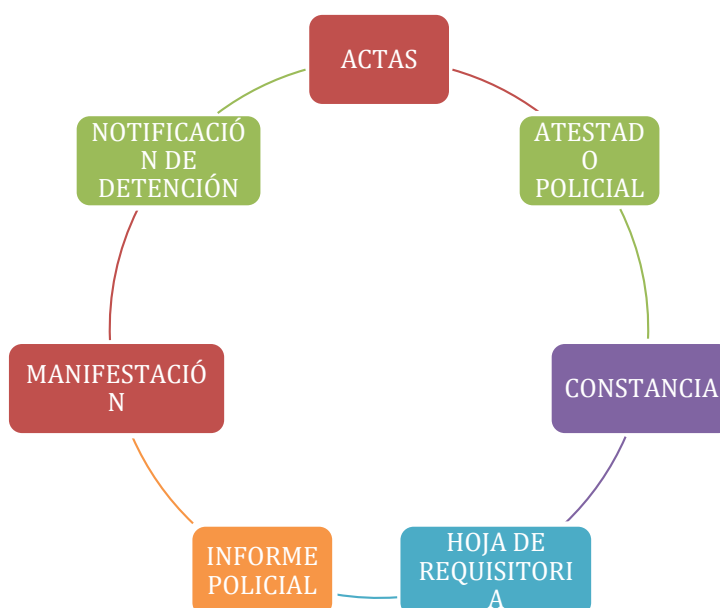 ACTAS
ATESTAD
O
POLICIAL
CONSTANCIA
HOJA DE
REQUISITORI
A
INFORME
POLICIAL
MANIFESTACIÓ
N
NOTIFICACIÓ
N DE
DETENCIÓN